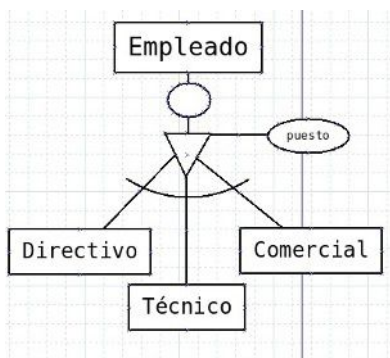 Empleado
puesto
Directivo
Comercial
Técnico